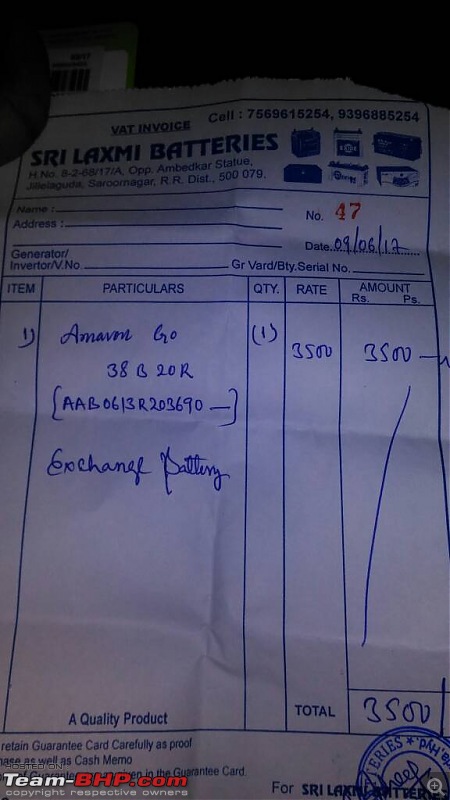 VAT INVOICE
Cell : 7569615254, 9396885254
SRI LAXMI BATTERIES
H.No. 8-2-68/17/A, Opp. Ambedkar Statue,
Jillelaguda, Saroornagar, R.R. Dist., 500 079.
Name :
No. 47
Address :
Date. 09/06/17
Generator/
Invertor/V.No.
Gr Vard/Bty.Serial No.
ITEM PARTICULARS QTY. RATE AMOUNT
Rs. Ps.
1) Amaron Go (1) 3500 3500
38 B 20 R
[AAB0613R203690 —]
Exchange Battery
A Quality Product
TOTAL 3500
retain Guarantee Card Carefully as proof
as well as Cash Memo
HOSTED ON
Team-BHP.com
in the Guarantee Card.
copyright respective owners
For SRI LAXMI BATTERIES